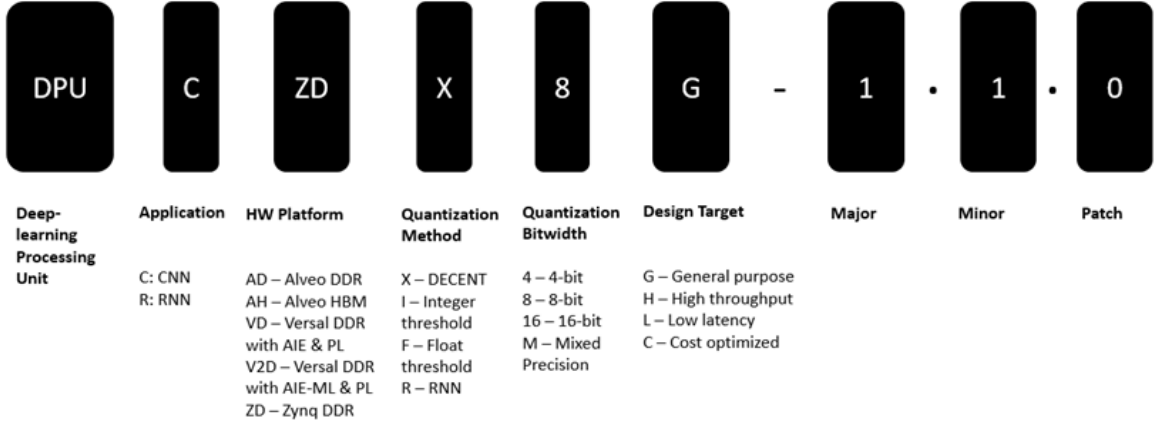 DPU C ZD X 8 G - 1 . 1 . 0
Deep-
learning
Processing
Unit
Application
C: CNN
R: RNN
HW Platform
AD – Alveo DDR
AH – Alveo HBM
VD – Versal DDR
with AIE & PL
V2D – Versal DDR
with AIE-ML & PL
ZD – Zynq DDR
Quantization
Method
X – DECENT
I – Integer
threshold
F – Float
threshold
R – RNN
Quantization
Bitwidth
4 – 4-bit
8 – 8-bit
16 – 16-bit
M – Mixed
Precision
Design Target
G – General purpose
H – High throughput
L – Low latency
C – Cost optimized
Major
Minor
Patch